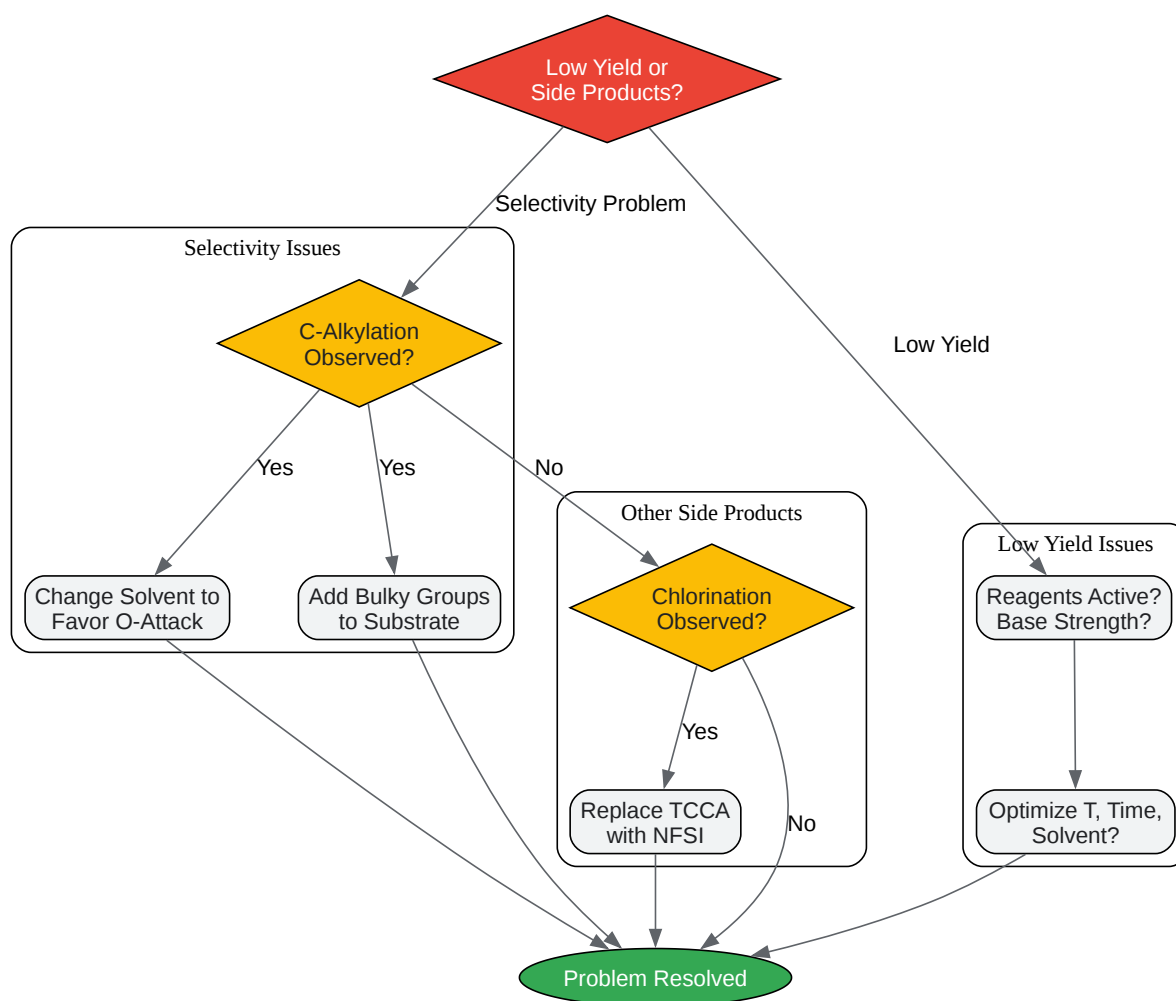 Low Yield or
Side Products?
Selectivity Problem
Low Yield
Selectivity Issues
C-Alkylation
Observed?
Yes
Yes
No
Change Solvent to
Favor O-Attack
Add Bulky Groups
to Substrate
Other Side Products
Chlorination
Observed?
Yes
No
Replace TCCA
with NFSI
Low Yield Issues
Reagents Active?
Base Strength?
Optimize T, Time,
Solvent?
Problem Resolved